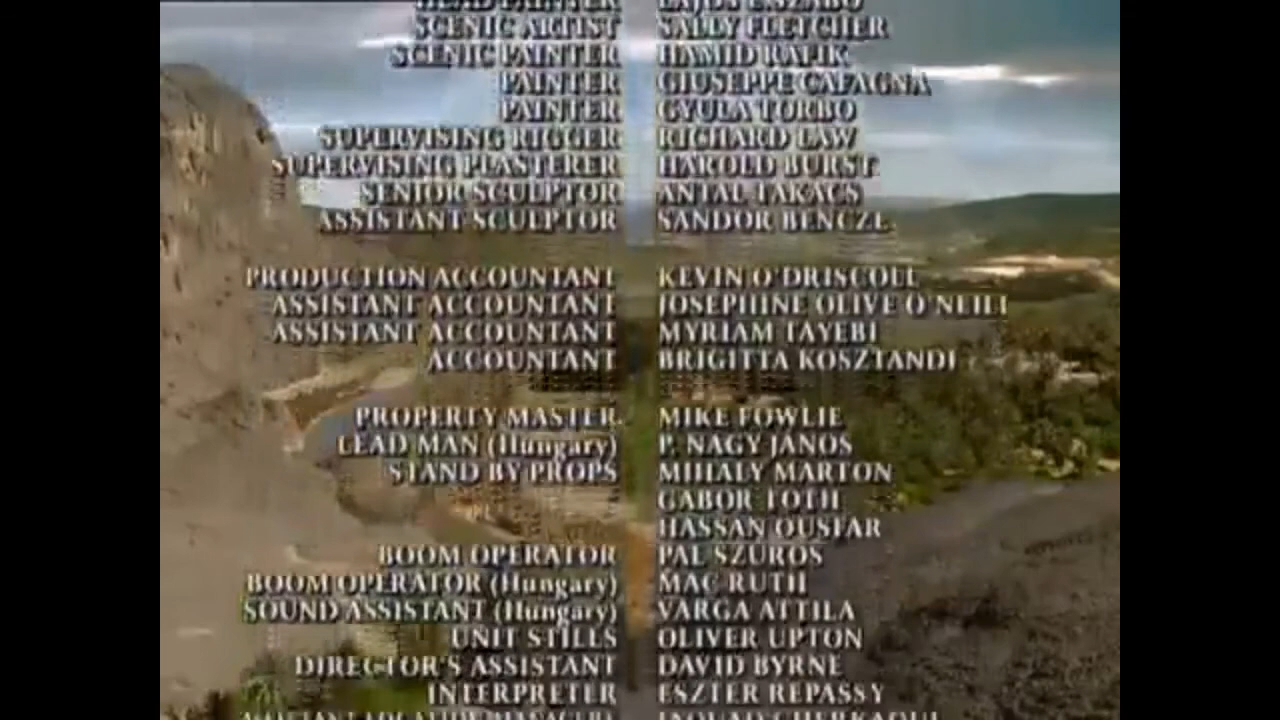 HEAD PAINTER LAJOS E.SZABO
SCENIC ARTIST SALLY FLETCHER
SCENIC PAINTER HAMID RAFIK
PAINTER GIUSEPPE CAFAGNA
PAINTER GYULA TORBO
SUPERVISING RIGGER RICHARD LAW
SUPERVISING PLASTERER HAROLD BURST
SENIOR SCULPTOR ANTAL TAKACS
ASSISTANT SCULPTOR SANDOR BENCZE
PRODUCTION ACCOUNTANT KEVIN O'DRISCOLL
ASSISTANT ACCOUNTANT JOSEPHINE OLIVE O'NEILL
ASSISTANT ACCOUNTANT MYRIAM TAYEBI
ACCOUNTANT BRIGITTA KOSZTANDI
PROPERTY MASTER MIKE FOWLIE
LEAD MAN (Hungary) P. NAGY JANOS
STAND BY PROPS MIHALY MARTON
GABOR TOTH
HASSAN OUSFAR
BOOM OPERATOR PAL SZUROS
BOOM OPERATOR (Hungary) MAC RUTH
SOUND ASSISTANT (Hungary) VARGA ATTILA
UNIT STILLS OLIVER UPTON
DIRECTOR'S ASSISTANT DAVID BYRNE
INTERPRETER ESZTER REPASSY